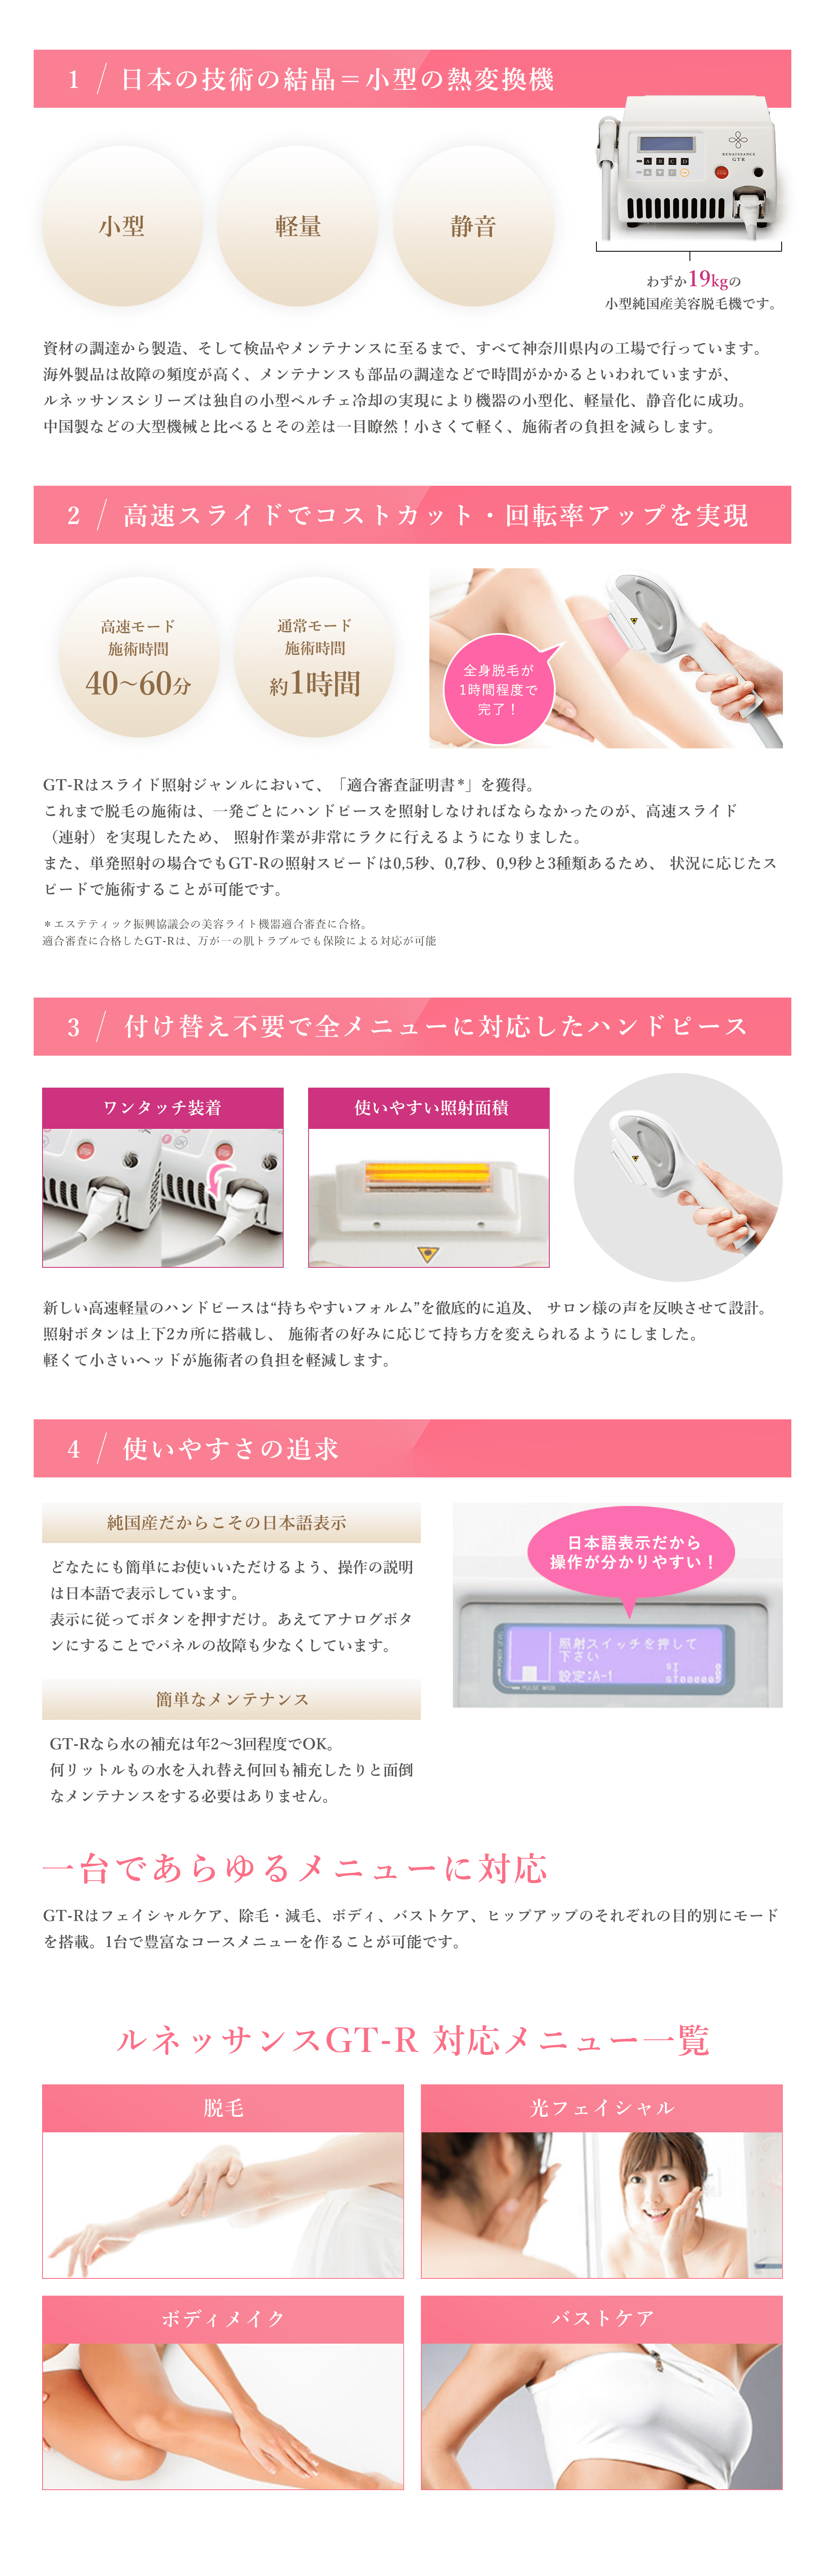 1 / 日本の技術の結晶＝小型の熱変換機
小型
軽量
静音
RENAISSANCE
GTR
A B C D
わずか19kgの
小型純国産美容脱毛機です。
資材の調達から製造、そして検品やメンテナンスに至るまで、すべて神奈川県内の工場で行っています。
海外製品は故障の頻度が高く、メンテナンスも部品の調達などで時間がかかるといわれていますが、
ルネッサンスシリーズは独自の小型ペルチェ冷却の実現により機器の小型化、軽量化、静音化に成功。
中国製などの大型機械と比べるとその差は一目瞭然！小さくて軽く、施術者の負担を減らします。
2 / 高速スライドでコストカット・回転率アップを実現
高速モード
施術時間
40〜60分
通常モード
施術時間
約1時間
全身脱毛が
1時間程度で
完了！
GT-Rはスライド照射ジャンルにおいて、「適合審査証明書*」を獲得。
これまで脱毛の施術は、一発ごとにハンドピースを照射しなければならなかったのが、高速スライド
（連射）を実現したため、 照射作業が非常にラクに行えるようになりました。
また、単発照射の場合でもGT-Rの照射スピードは0,5秒、0,7秒、0,9秒と3種類あるため、 状況に応じたス
ピードで施術することが可能です。
＊エステティック振興協議会の美容ライト機器適合審査に合格。
適合審査に合格したGT-Rは、万が一の肌トラブルでも保険による対応が可能
3 / 付け替え不要で全メニューに対応したハンドピース
ワンタッチ装着
使いやすい照射面積
新しい高速軽量のハンドピースは“持ちやすいフォルム”を徹底的に追及、 サロン様の声を反映させて設計。
照射ボタンは上下2カ所に搭載し、 施術者の好みに応じて持ち方を変えられるようにしました。
軽くて小さいヘッドが施術者の負担を軽減します。
4 / 使いやすさの追求
純国産だからこその日本語表示
どなたにも簡単にお使いいただけるよう、操作の説明
は日本語で表示しています。
表示に従ってボタンを押すだけ。あえてアナログボタ
ンにすることでパネルの故障も少なくしています。
日本語表示だから
操作が分かりやすい！
照射スイッチを押して
下さい
設定:A-1
PULSE WIDE
簡単なメンテナンス
GT-Rなら水の補充は年2〜3回程度でOK。
何リットルもの水を入れ替え何回も補充したりと面倒
なメンテナンスをする必要はありません。
一台であらゆるメニューに対応
GT-Rはフェイシャルケア、除毛・減毛、ボディ、バストケア、ヒップアップのそれぞれの目的別にモード
を搭載。1台で豊富なコースメニューを作ることが可能です。
ルネッサンスGT-R 対応メニュー一覧
脱毛
光フェイシャル
ボディメイク
バストケア